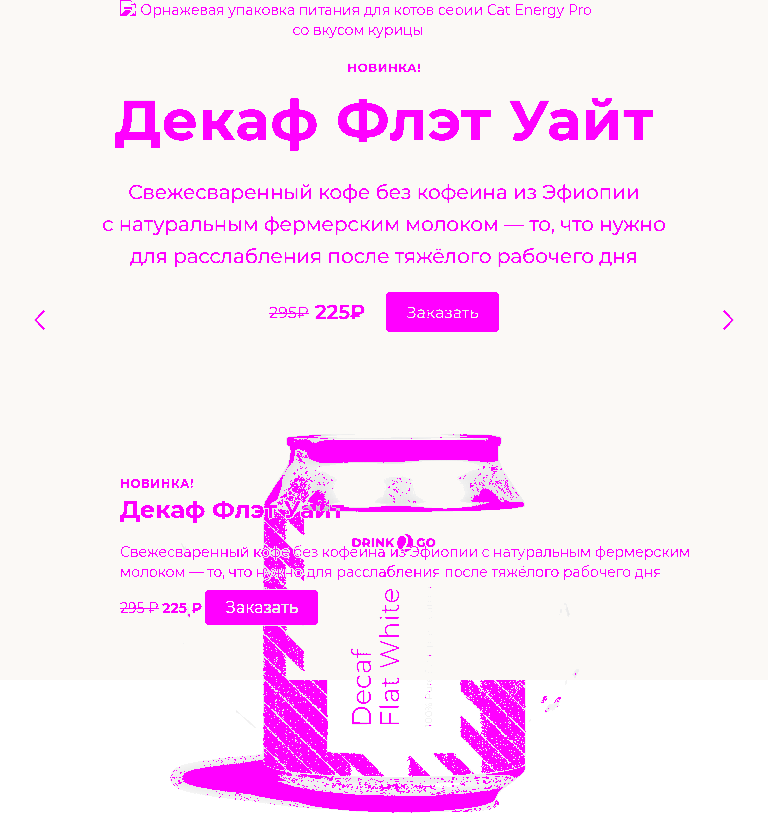 Орнажевая упаковка питания для котов сеоии Cat Energy Pro
со вкусом курицы
НОВИНКА!
Декаф Флэт Уайт
Свежесваренный кофе без кофеина из Эфиопии
с натуральным фермерским молоком — то, что нужно
для расслабления после тяжёлого рабочего дня
295₽ 225₽ Заказать
НОВИНКА!
Декаф Флэт Уайт
DRINK GO
Свежесваренный кофе без кофеина из Эфиопии с натуральным фермерским
молоком — то, что нужно для расслабления после тяжёлого рабочего дня
295 ₽ 225 ₽ Заказать
Decaf
Flat White